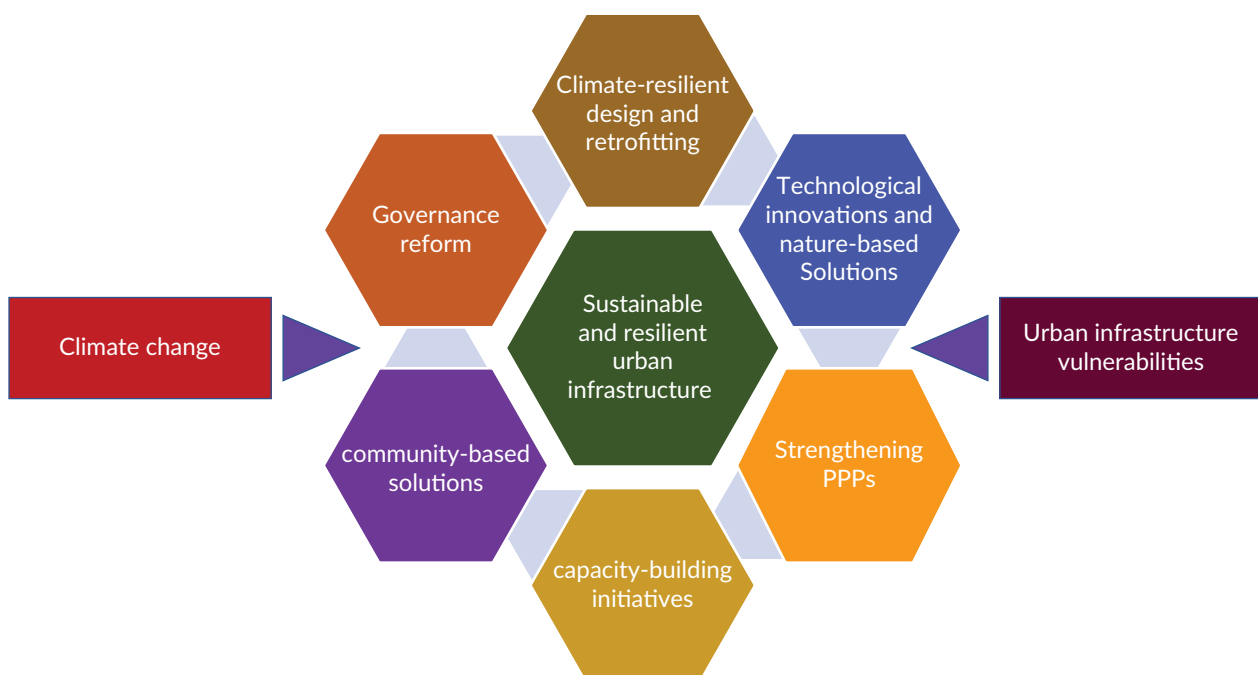 Climate-resilient
design and
retrofitting
Governance
reform
Technological
innovations and
nature-based
Solutions
Climate change
Sustainable
and resilient
urban
infrastructure
Urban infrastructure
vulnerabilities
community-based
solutions
Strengthening
PPPs
capacity-building
initiatives